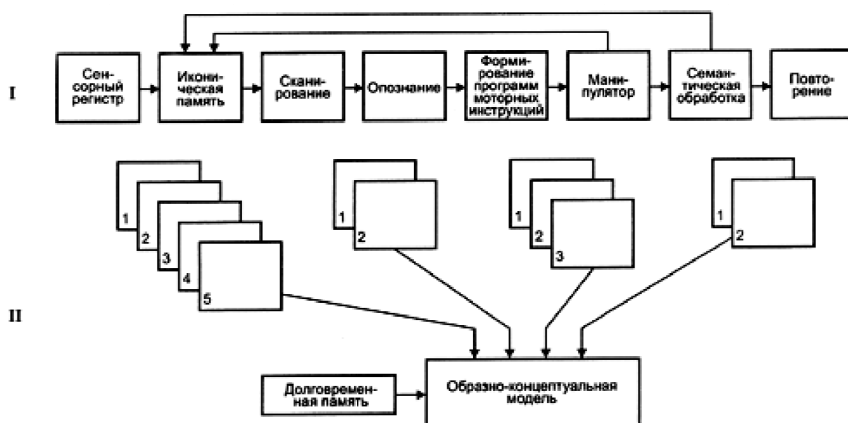 I
Сен-
сорный
регистр
Икони-
ческая
память
Скани-
рование
Опознание
Формиро-
вание
программ
моторных
инструкций
Мани-
пулятор
Семан-
тическая
обработка
Повто-
рение
1
2
3
4
5
1
2
1
2
3
1
2
II
Долговремен-
ная память
Образно-концептуальная
модель